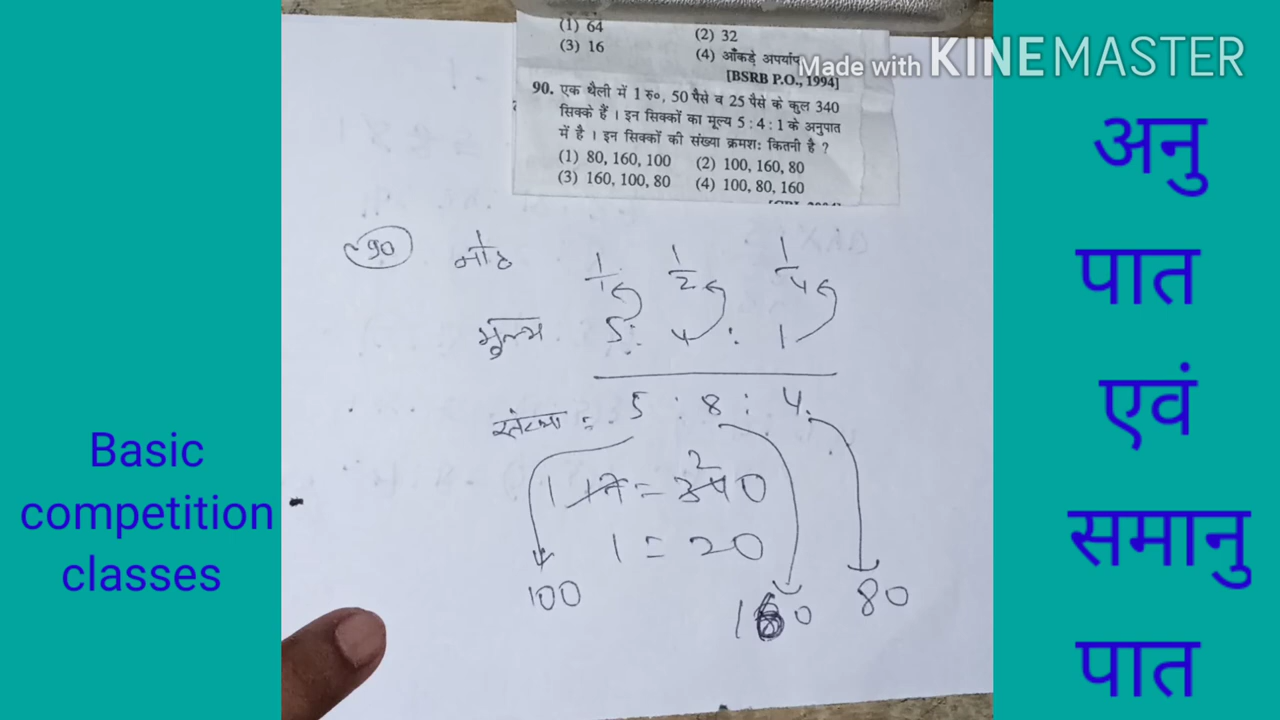 (1) 64 (2) 32
(3) 16 (4) आँकड़े अपर्याप्
[BSRB P.O., 1994]
90. एक थैली में 1 रु०, 50 पैसे व 25 पैसे के कुल 340
सिक्के हैं । इन सिक्कों का मूल्य 5 : 4 : 1 के अनुपात
में है । इन सिक्कों की संख्या क्रमशः कितनी है ?
(1) 80, 160, 100 (2) 100, 160, 80
(3) 160, 100, 80 (4) 100, 80, 160
Made with KINEMASTER
90 नोट 1/1 1/2 1/4
मूल्य 5 : 4 : 1
संख्या = 5 : 8 : 4
1 17 = 340 2
1 = 20
100 160 80
Basic
competition
classes
अनु
पात
एवं
समानु
पात